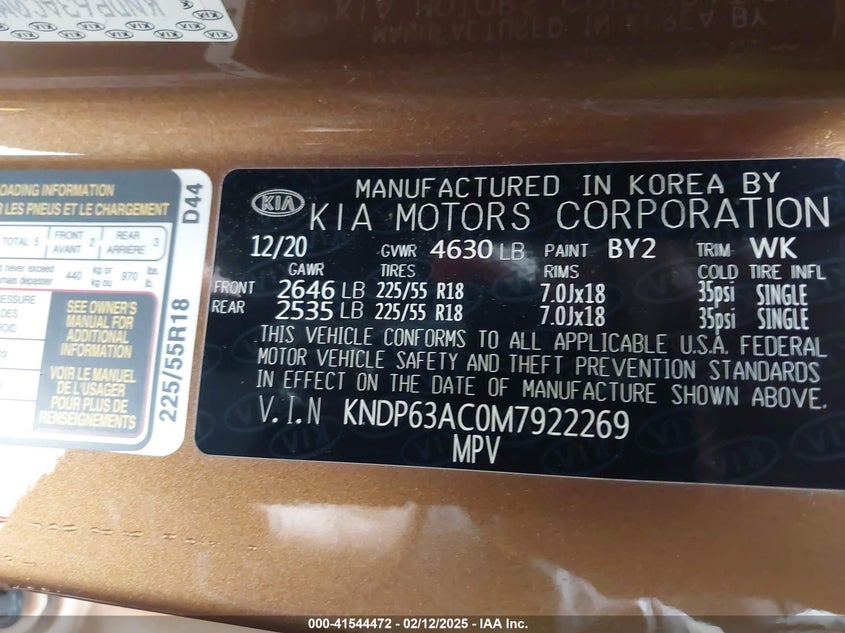 KIA
MANUFACTURED IN KOREA BY
KIA MOTORS CORPORATION
12/20 GVWR 4630 LB PAINT BY2 TRIM WK
GAWR TIRES RIMS COLD TIRE INFL
FRONT 2646 LB 225/55 R18 7.0Jx18 35psi SINGLE
REAR 2535 LB 225/55 R18 7.0Jx18 35psi SINGLE
THIS VEHICLE CONFORMS TO ALL APPLICABLE U.S.A. FEDERAL
MOTOR VEHICLE SAFETY AND THEFT PREVENTION STANDARDS
IN EFFECT ON THE DATE OF MANUFACTURE SHOWN ABOVE.
V.I.N KNDP63AC0M7922269
MPV
OADING INFORMATION
R LES PNEUS ET LE CHARGEMENT
TOTAL 5 FRONT AVANT 2 REAR ARRIÈRE 3
d never exceed
mais dépasser 440 kg or kg ou 970 lbs. lb.
SEE OWNER'S
MANUAL FOR
ADDITIONAL
INFORMATION
VOIR LE MANUEL
DE L'USAGER
POUR PLUS DE
RENSEIGNEMENTS
225/55R18
D44
000-41544472 — 02/12/2025 — IAA Inc.